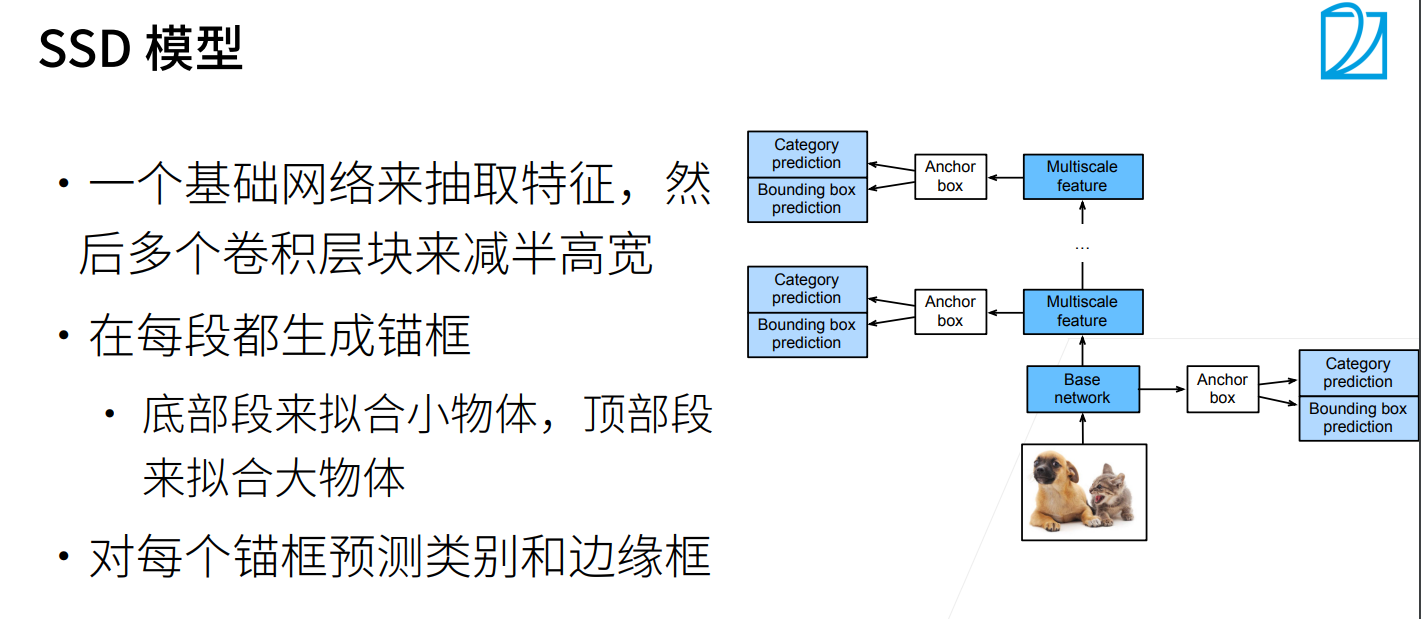 SSD 模型
• 一个基础网络来抽取特征，然
后多个卷积层块来减半高宽
• 在每段都生成锚框
• 底部段来拟合小物体，顶部段
来拟合大物体
• 对每个锚框预测类别和边缘框
Category
prediction
Bounding box
prediction
Anchor
box
Multiscale
feature
...
Category
prediction
Bounding box
prediction
Anchor
box
Multiscale
feature
Base
network
Anchor
box
Category
prediction
Bounding box
prediction